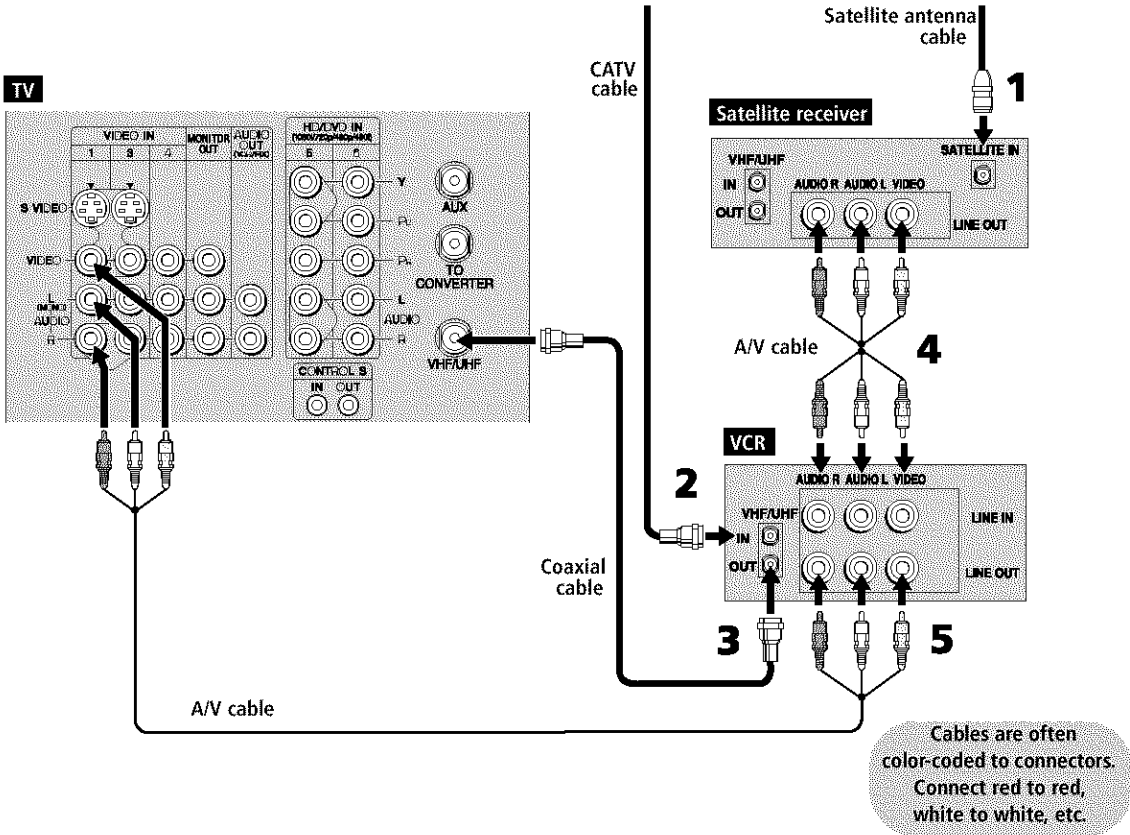 Satellite antenna
cable
CATV
cable
1
TV
Satellite receiver
VIDEO IN
1
3
4
MONITOR
OUT
AUDIO
OUT
HD/DVD IN
5
6
S VIDEO
VIDEO
L
(MONO)
AUDIO
R
Y
L
AUDIO
R
AUX
TO
CONVERTER
VHF/UHF
CONTROL S
IN OUT
VHF/UHF
IN
OUT
AUDIO R AUDIO L VIDEO
SATELLITE IN
LINE OUT
A/V cable
4
VCR
2
AUDIO R AUDIO L VIDEO
VHF/UHF
IN
OUT
LINE IN
LINE OUT
Coaxial
cable
3
5
A/V cable
Cables are often
color-coded to connectors.
Connect red to red,
white to white, etc.